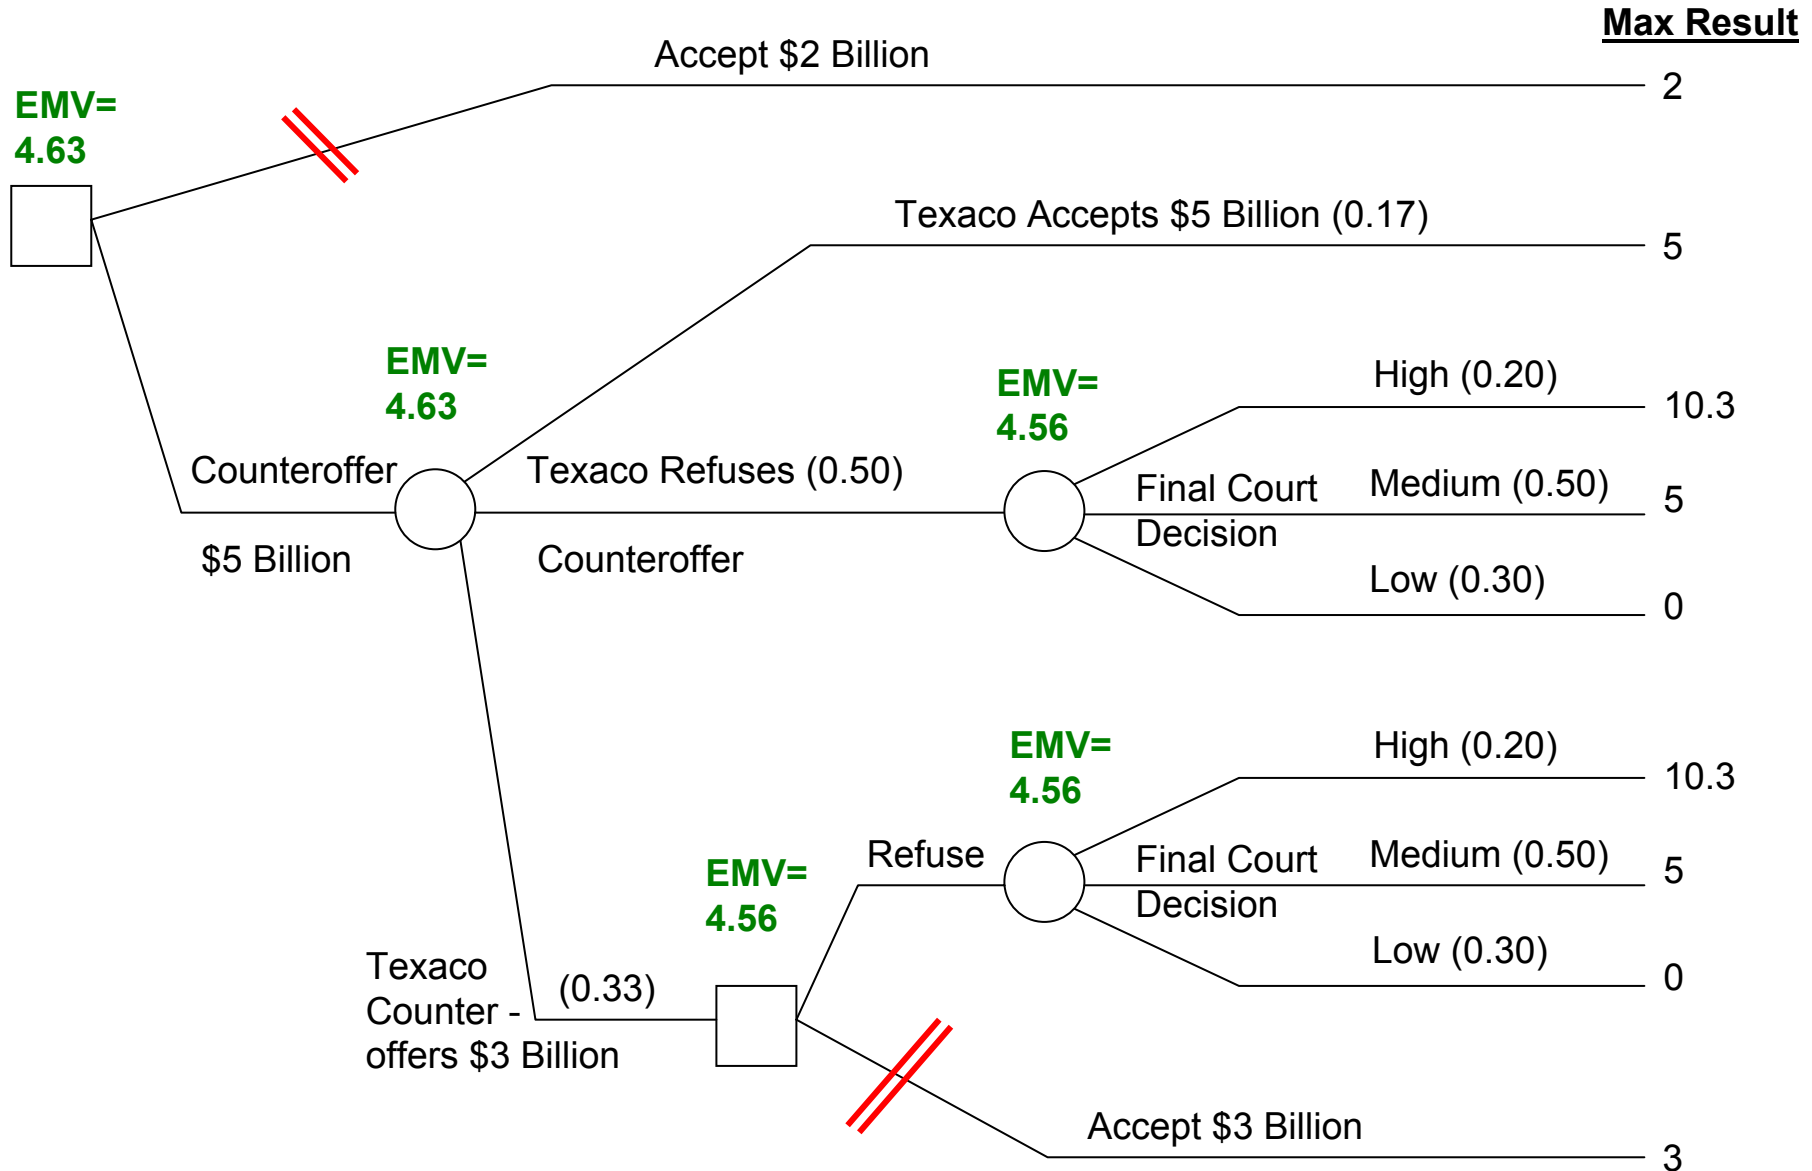 Max Result
Accept $2 Billion
2
EMV=
4.63
Texaco Accepts $5 Billion (0.17)
5
EMV=
4.63
EMV=
4.56
High (0.20)
10.3
Counteroffer
Texaco Refuses (0.50)
Final Court
Decision
Medium (0.50)
5
$5 Billion
Counteroffer
Low (0.30)
0
EMV=
4.56
High (0.20)
10.3
EMV=
4.56
Refuse
Final Court
Decision
Medium (0.50)
5
Low (0.30)
0
Texaco
Counter -
offers $3 Billion
(0.33)
Accept $3 Billion
3